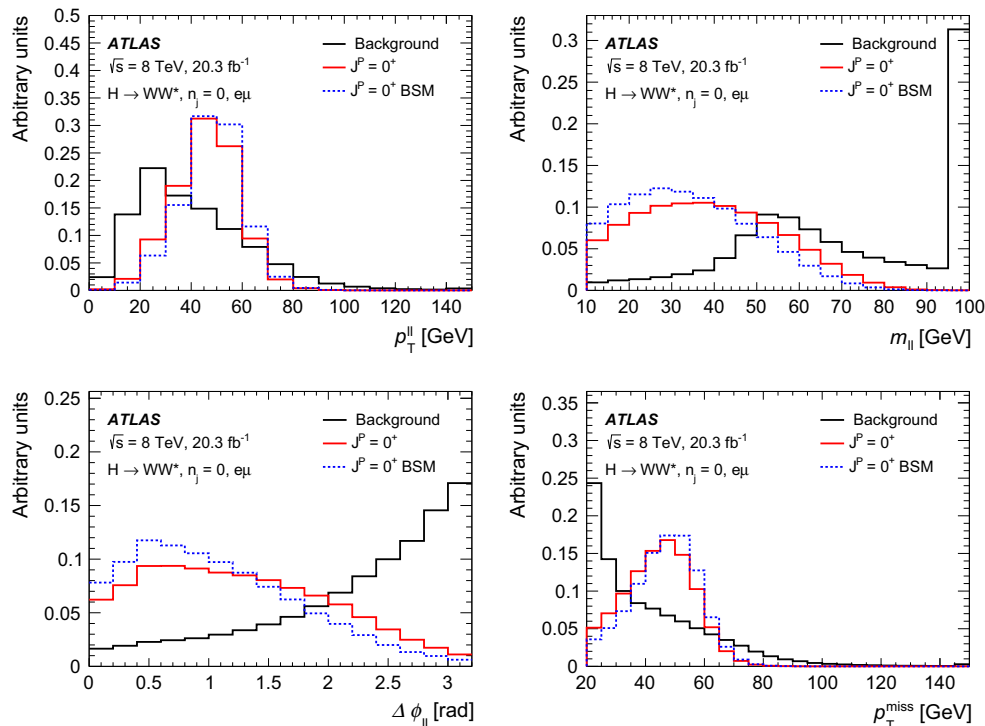 Arbitrary units
0.5
0.45
0.4
0.35
0.3
0.25
0.2
0.15
0.1
0.05
0
ATLAS
√s = 8 TeV, 20.3 fb⁻¹
H → WW*, n_j = 0, eμ
Background
J^P = 0⁺
J^P = 0⁺ BSM
0 20 40 60 80 100 120 140
p_T^ll [GeV]
Arbitrary units
0.3
0.25
0.2
0.15
0.1
0.05
0
ATLAS
√s = 8 TeV, 20.3 fb⁻¹
H → WW*, n_j = 0, eμ
Background
J^P = 0⁺
J^P = 0⁺ BSM
10 20 30 40 50 60 70 80 90 100
m_ll [GeV]
Arbitrary units
0.25
0.2
0.15
0.1
0.05
0
ATLAS
√s = 8 TeV, 20.3 fb⁻¹
H → WW*, n_j = 0, eμ
Background
J^P = 0⁺
J^P = 0⁺ BSM
0 0.5 1 1.5 2 2.5 3
Δ ϕ_ll [rad]
Arbitrary units
0.35
0.3
0.25
0.2
0.15
0.1
0.05
0
ATLAS
√s = 8 TeV, 20.3 fb⁻¹
H → WW*, n_j = 0, eμ
Background
J^P = 0⁺
J^P = 0⁺ BSM
20 40 60 80 100 120 140
p_T^miss [GeV]